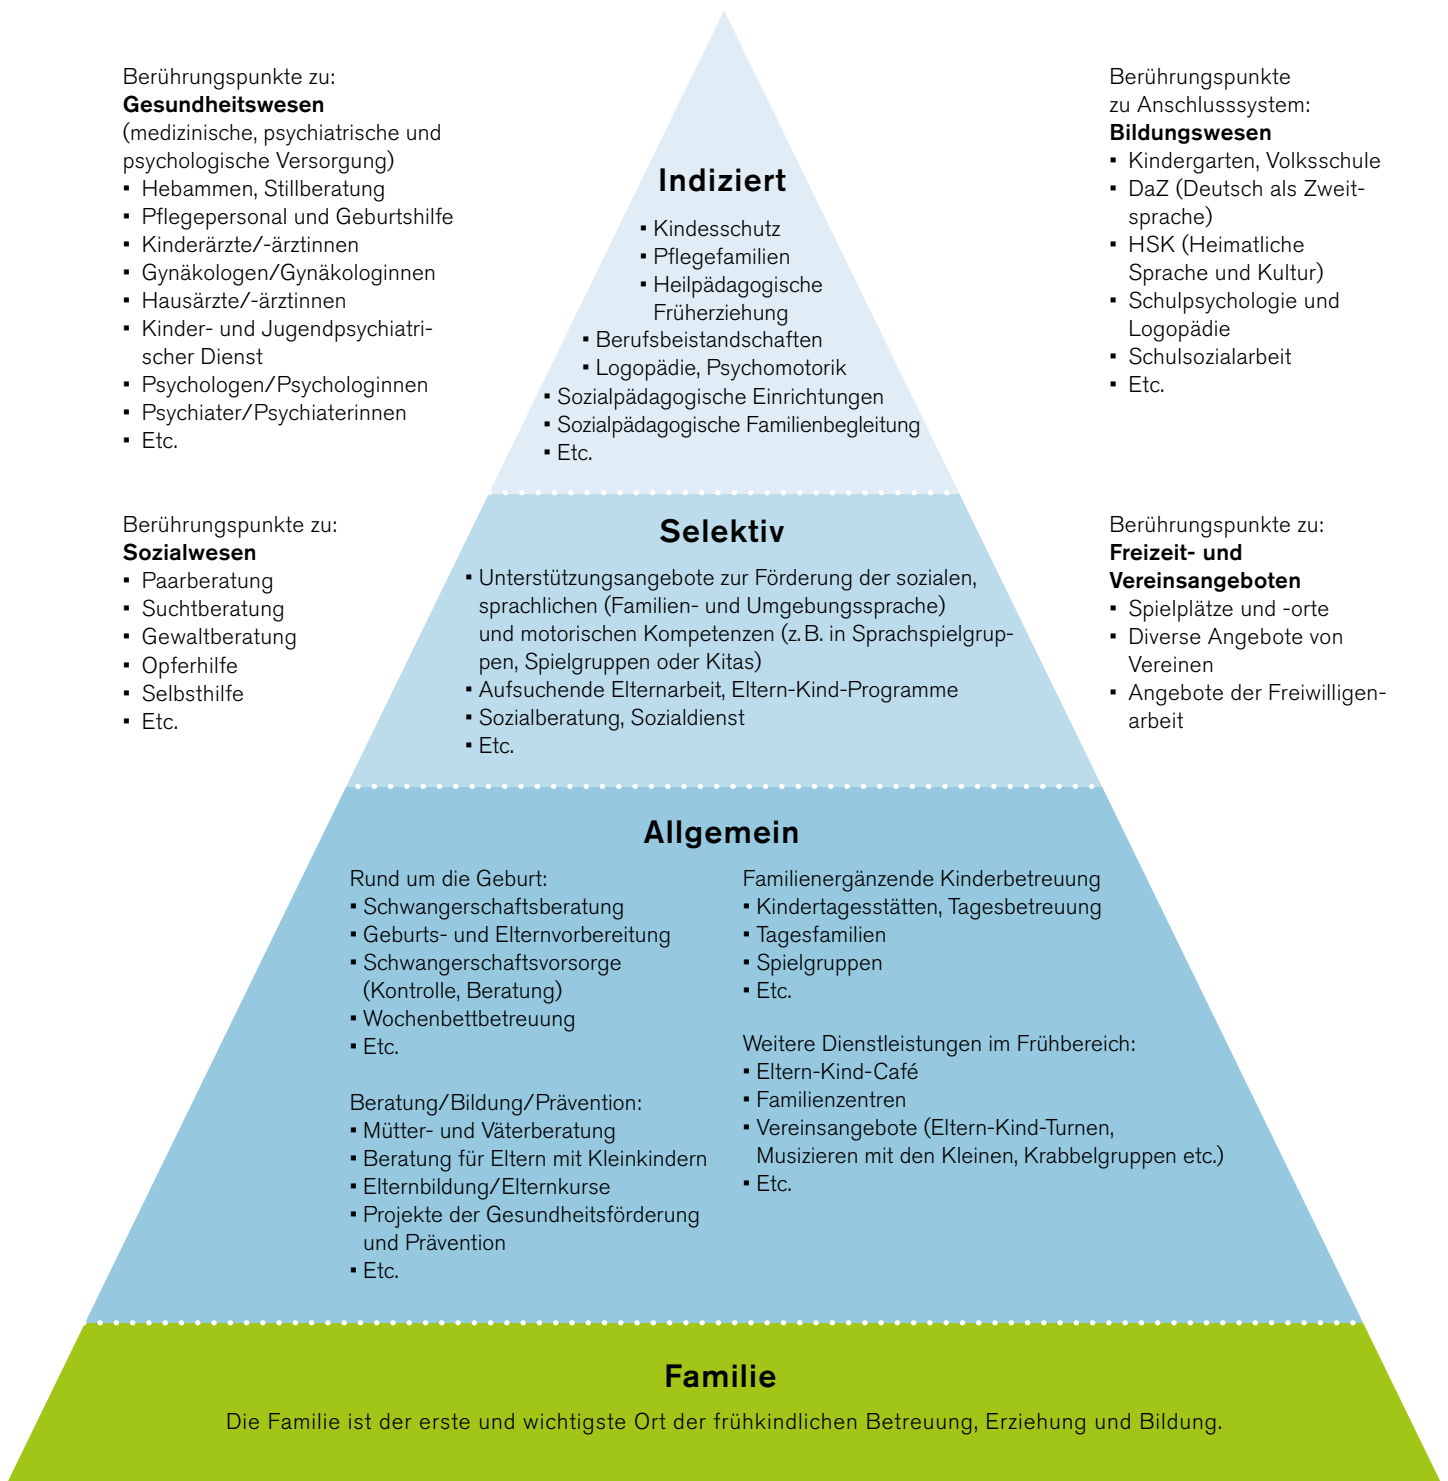 Berührungspunkte zu:
Gesundheitswesen
(medizinische, psychiatrische und
psychologische Versorgung)
▪ Hebammen, Stillberatung
▪ Pflegepersonal und Geburtshilfe
▪ Kinderärzte/-ärztinnen
▪ Gynäkologen/Gynäkologinnen
▪ Hausärzte/-ärztinnen
▪ Kinder- und Jugendpsychiatri-
scher Dienst
▪ Psychologen/Psychologinnen
▪ Psychiater/Psychiaterinnen
▪ Etc.
Berührungspunkte zu:
Sozialwesen
▪ Paarberatung
▪ Suchtberatung
▪ Gewaltberatung
▪ Opferhilfe
▪ Selbsthilfe
▪ Etc.
Berührungspunkte
zu Anschlusssystem:
Bildungswesen
▪ Kindergarten, Volksschule
▪ DaZ (Deutsch als Zweit-
sprache)
▪ HSK (Heimatliche
Sprache und Kultur)
▪ Schulpsychologie und
Logopädie
▪ Schulsozialarbeit
▪ Etc.
Berührungspunkte zu:
Freizeit- und
Vereinsangeboten
▪ Spielplätze und -orte
▪ Diverse Angebote von
Vereinen
▪ Angebote der Freiwilligen-
arbeit
Indiziert
▪ Kindesschutz
▪ Pflegefamilien
▪ Heilpädagogische
Früherziehung
▪ Berufsbeistandschaften
▪ Logopädie, Psychomotorik
▪ Sozialpädagogische Einrichtungen
▪ Sozialpädagogische Familienbegleitung
▪ Etc.
Selektiv
▪ Unterstützungsangebote zur Förderung der sozialen,
sprachlichen (Familien- und Umgebungssprache)
und motorischen Kompetenzen (z. B. in Sprachspielgrup-
pen, Spielgruppen oder Kitas)
▪ Aufsuchende Elternarbeit, Eltern-Kind-Programme
▪ Sozialberatung, Sozialdienst
▪ Etc.
Allgemein
Rund um die Geburt:
▪ Schwangerschaftsberatung
▪ Geburts- und Elternvorbereitung
▪ Schwangerschaftsvorsorge
(Kontrolle, Beratung)
▪ Wochenbettbetreuung
▪ Etc.
Beratung/Bildung/Prävention:
▪ Mütter- und Väterberatung
▪ Beratung für Eltern mit Kleinkindern
▪ Elternbildung/Elternkurse
▪ Projekte der Gesundheitsförderung
und Prävention
▪ Etc.
Familienergänzende Kinderbetreuung
▪ Kindertagesstätten, Tagesbetreuung
▪ Tagesfamilien
▪ Spielgruppen
▪ Etc.
Weitere Dienstleistungen im Frühbereich:
▪ Eltern-Kind-Café
▪ Familienzentren
▪ Vereinsangebote (Eltern-Kind-Turnen,
Musizieren mit den Kleinen, Krabbelgruppen etc.)
▪ Etc.
Familie
Die Familie ist der erste und wichtigste Ort der frühkindlichen Betreuung, Erziehung und Bildung.